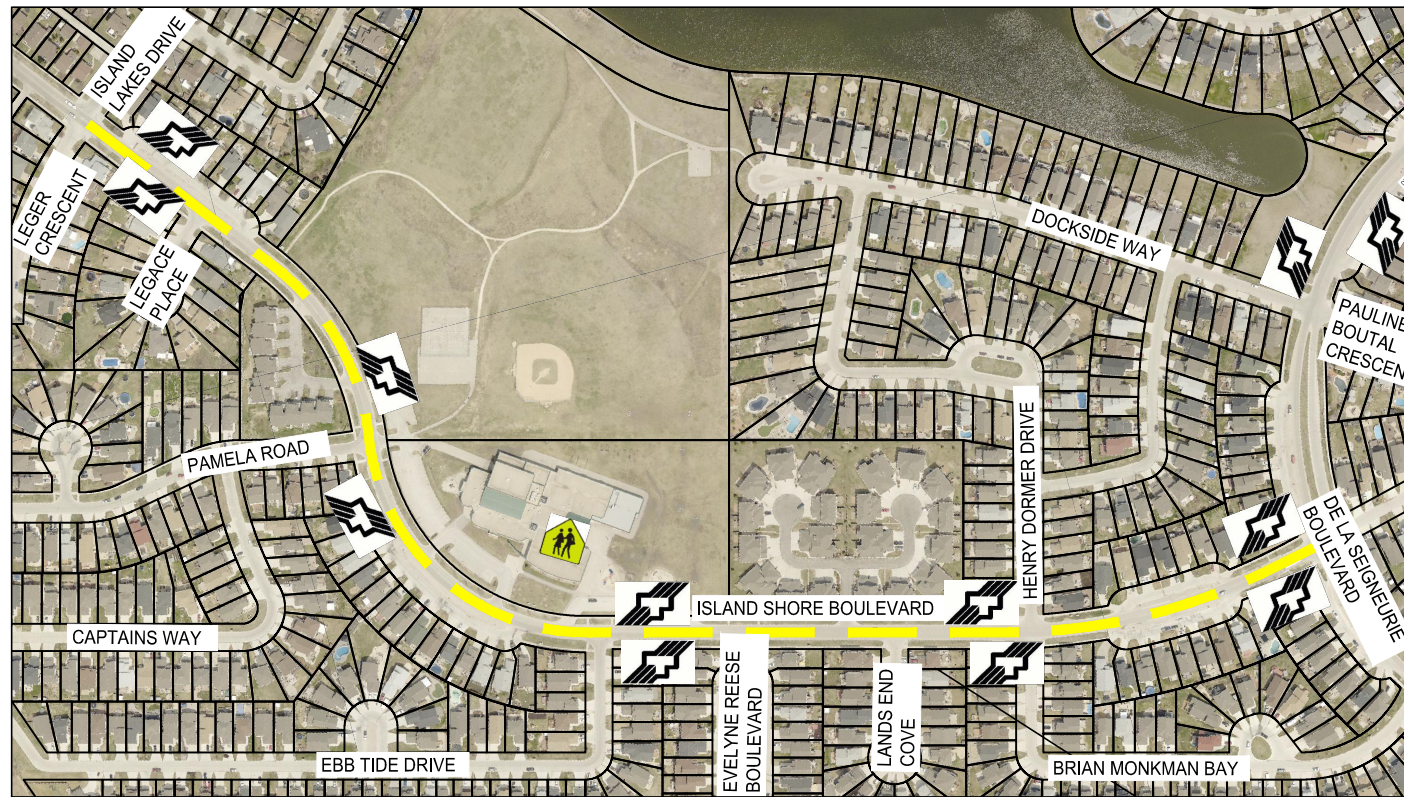 ISLAND
LAKES DRIVE
LEGER
CRESCENT
LEGACE
PLACE
DOCKSIDE WAY
PAULINE
BOUTAL
CRESCEN
PAMELA ROAD
HENRY DORMER DRIVE
DE LA SEIGNEURIE
BOULEVARD
ISLAND SHORE BOULEVARD
CAPTAINS WAY
EVELYNE REESE
BOULEVARD
LANDS END
COVE
EBB TIDE DRIVE
BRIAN MONKMAN BAY